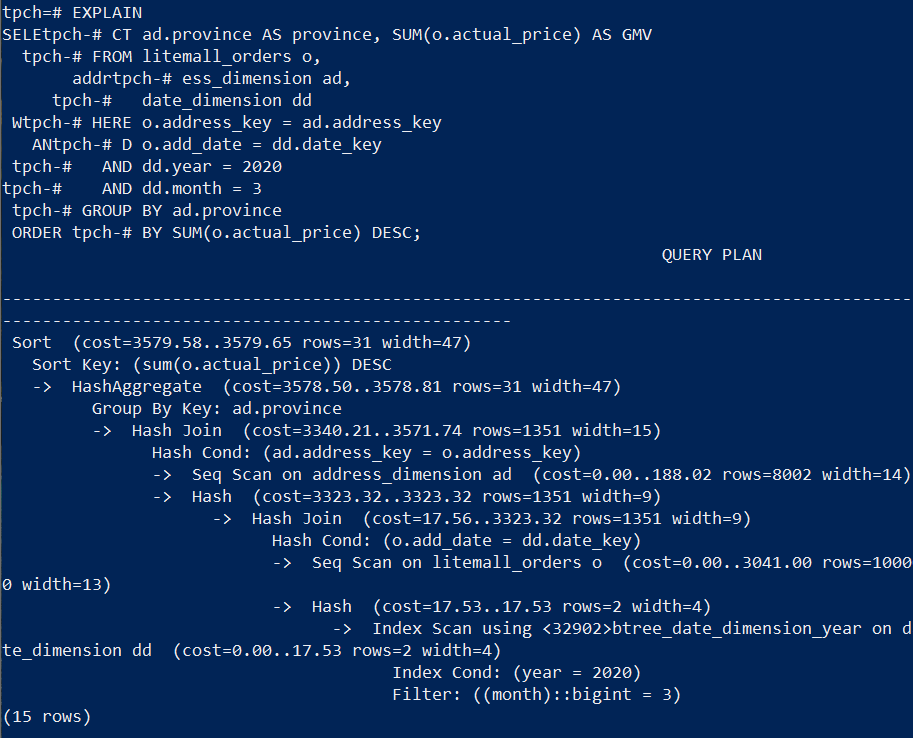 tpch=# EXPLAIN
SELEtpch-# CT ad.province AS province, SUM(o.actual_price) AS GMV
  tpch-# FROM litemall_orders o,
       addrtpch-# ess_dimension ad,
     tpch-#   date_dimension dd
 Wtpch-# HERE o.address_key = ad.address_key
   ANtpch-# D o.add_date = dd.date_key
 tpch-#   AND dd.year = 2020
tpch-#    AND dd.month = 3
 tpch-# GROUP BY ad.province
 ORDER tpch-# BY SUM(o.actual_price) DESC;
QUERY PLAN
-------------------------------------------------------------------------------------------
---------------------------------------------------
 Sort  (cost=3579.58..3579.65 rows=31 width=47)
   Sort Key: (sum(o.actual_price)) DESC
   ->  HashAggregate  (cost=3578.50..3578.81 rows=31 width=47)
         Group By Key: ad.province
         ->  Hash Join  (cost=3340.21..3571.74 rows=1351 width=15)
               Hash Cond: (ad.address_key = o.address_key)
               ->  Seq Scan on address_dimension ad  (cost=0.00..188.02 rows=8002 width=14)
               ->  Hash  (cost=3323.32..3323.32 rows=1351 width=9)
                     ->  Hash Join  (cost=17.56..3323.32 rows=1351 width=9)
                           Hash Cond: (o.add_date = dd.date_key)
                           ->  Seq Scan on litemall_orders o  (cost=0.00..3041.00 rows=1000
0 width=13)
                           ->  Hash  (cost=17.53..17.53 rows=2 width=4)
                                 ->  Index Scan using <32902>btree_date_dimension_year on d
te_dimension dd  (cost=0.00..17.53 rows=2 width=4)
                                       Index Cond: (year = 2020)
                                       Filter: ((month)::bigint = 3)
(15 rows)